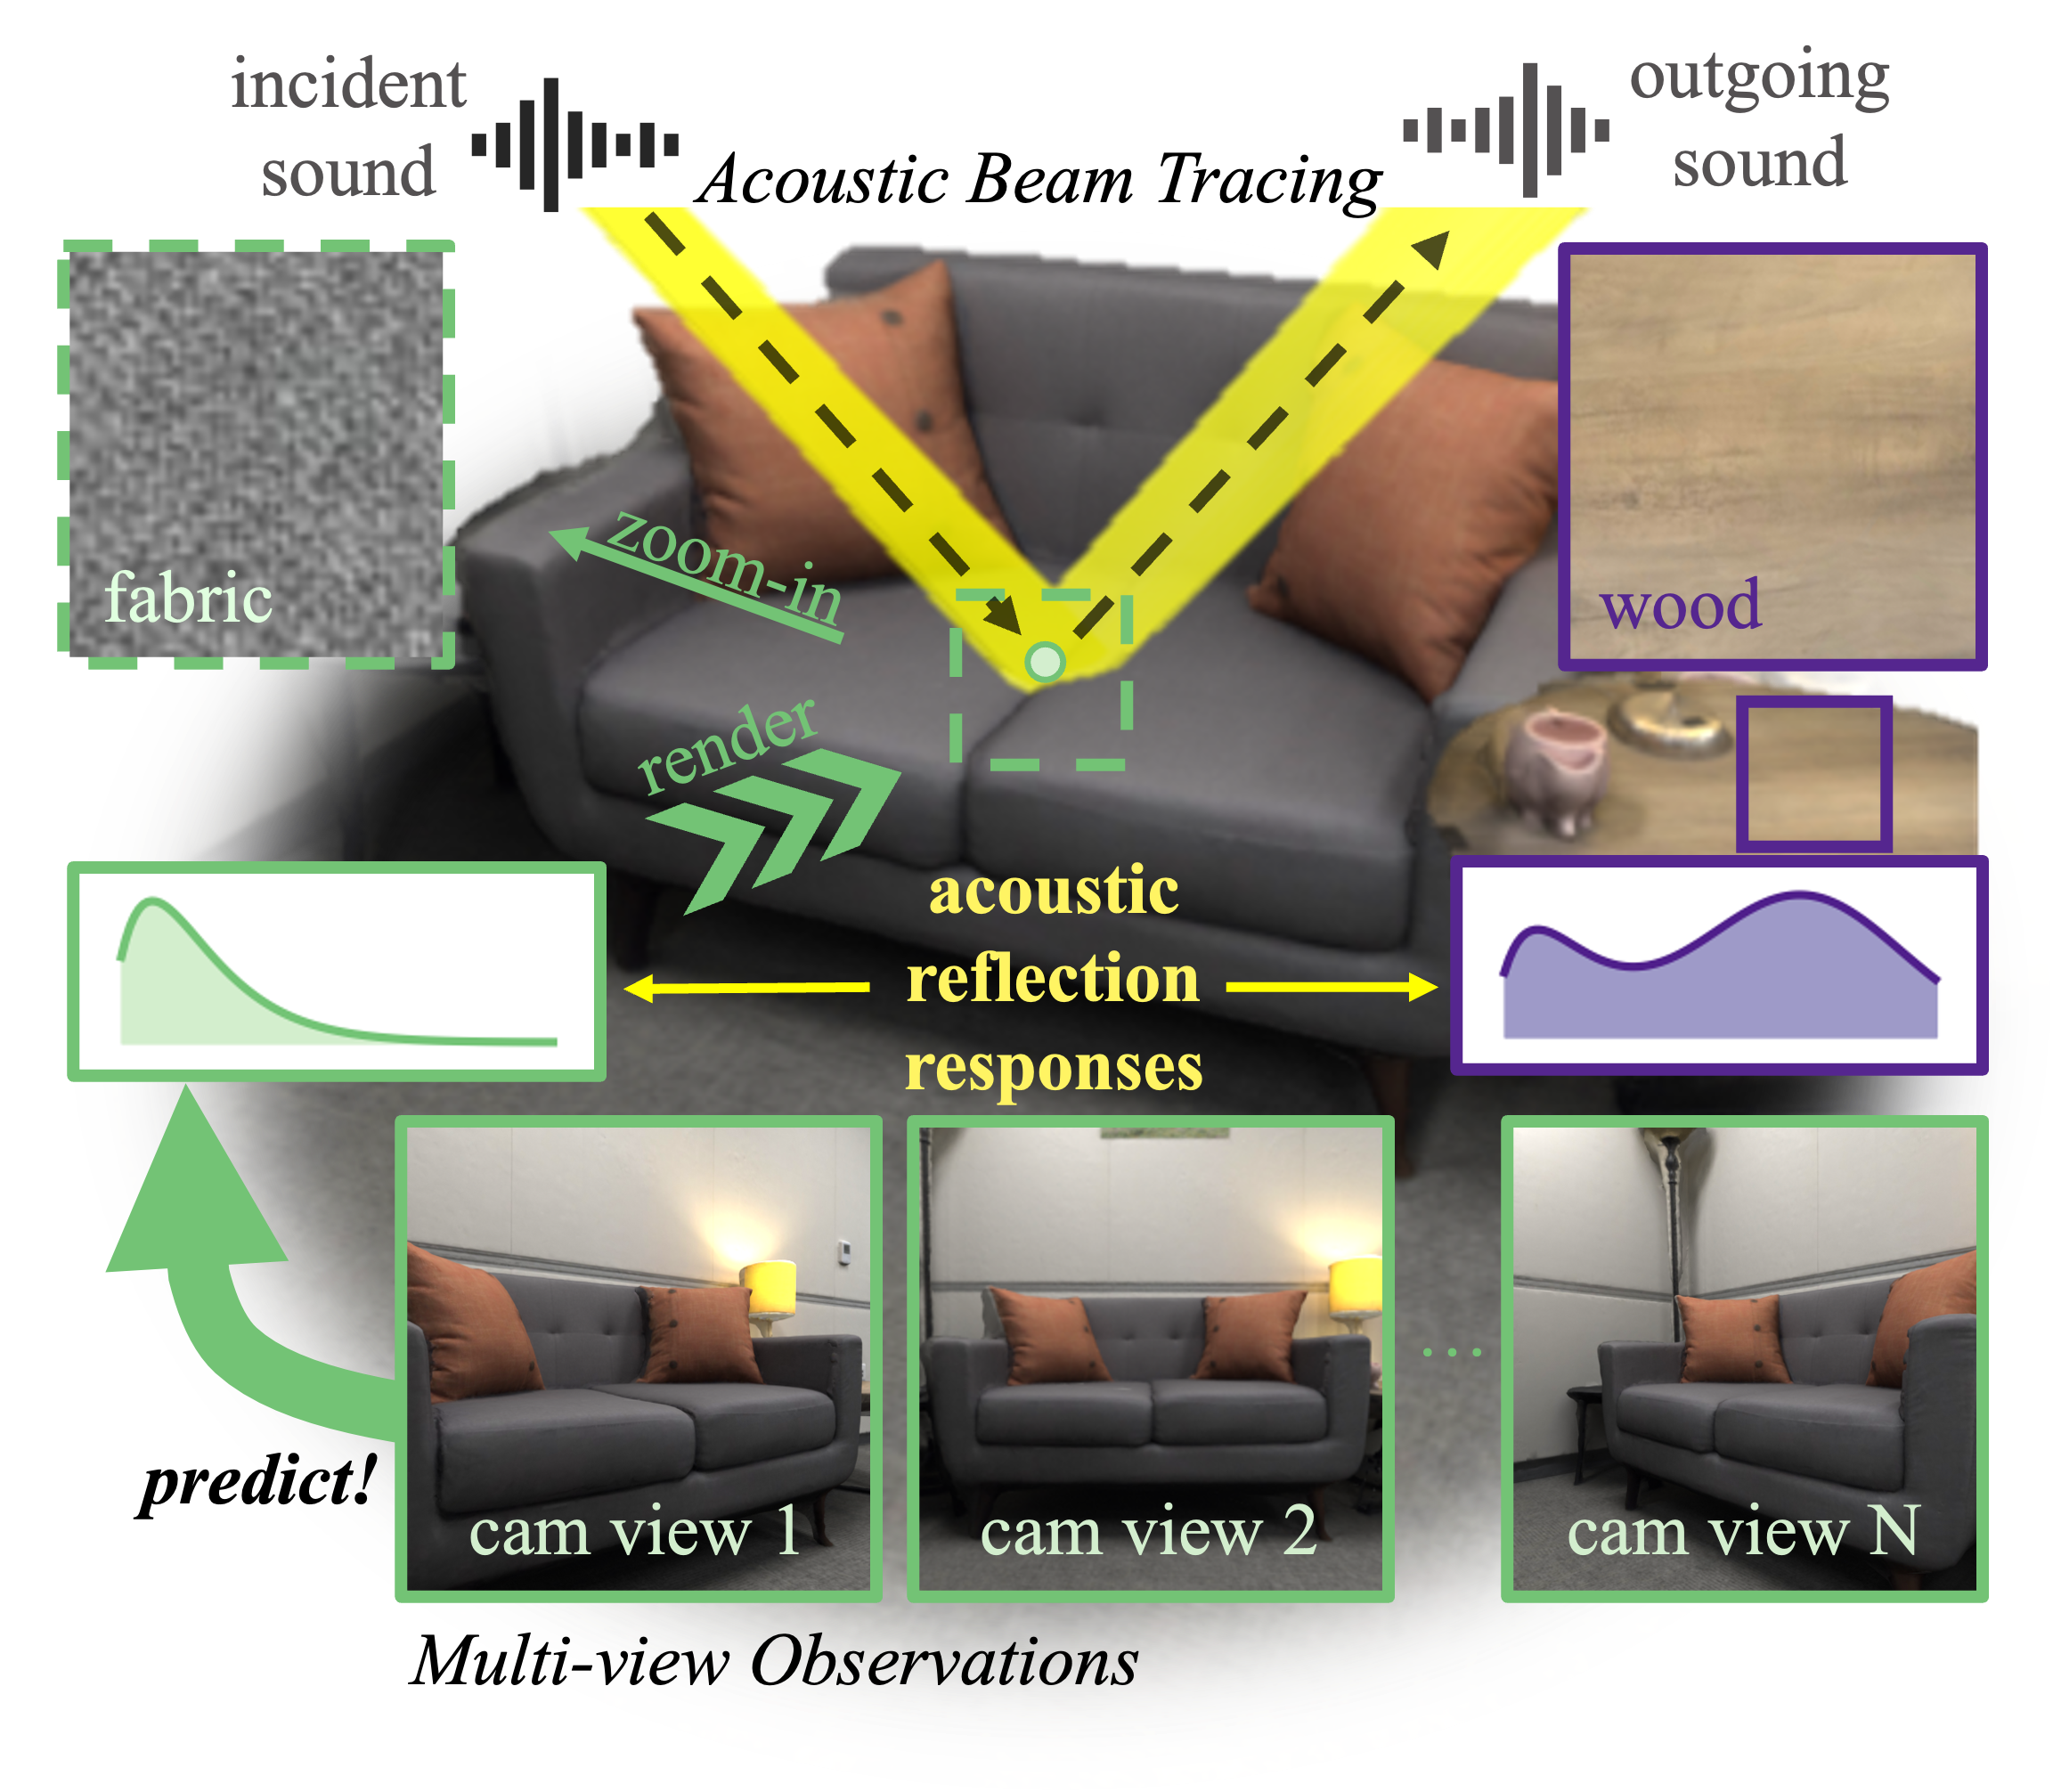 incident
sound
Acoustic Beam Tracing
outgoing
sound
fabric
zoom-in
wood
render
acoustic
reflection
responses
predict!
cam view 1
cam view 2
...
cam view N
Multi-view Observations